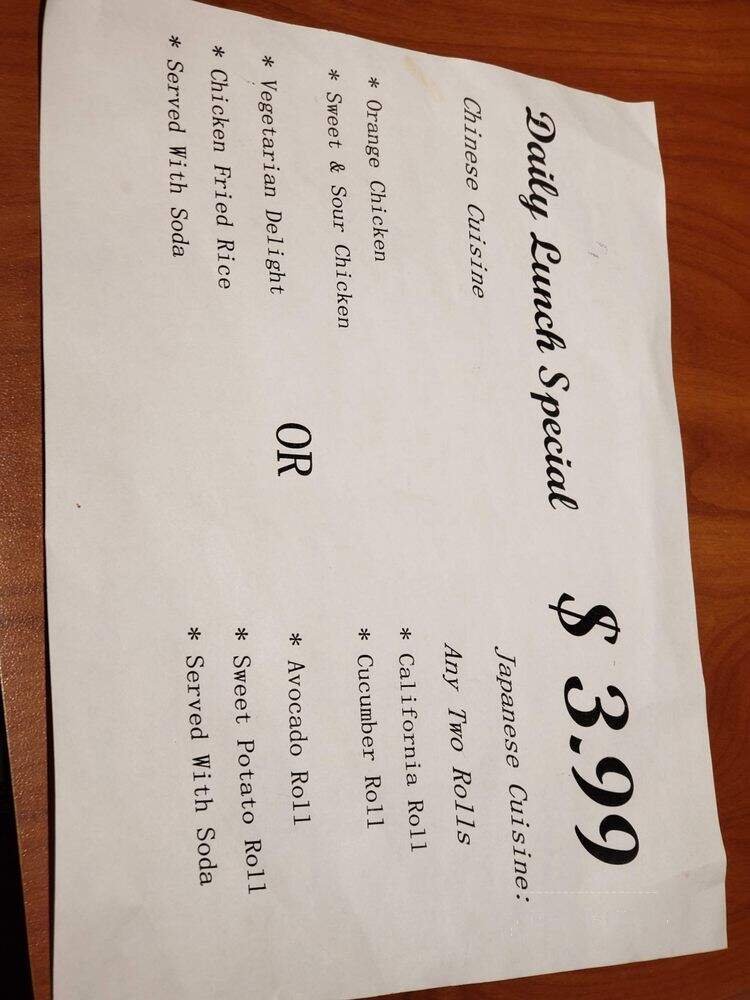 Daily Lunch Special $ 3.99
Chinese Cuisine
* Orange Chicken
* Sweet & Sour Chicken
* Vegetarian Delight
* Chicken Fried Rice
* Served With Soda
OR
Japanese Cuisine:
Any Two Rolls
* California Roll
* Cucumber Roll
* Avocado Roll
* Sweet Potato Roll
* Served With Soda